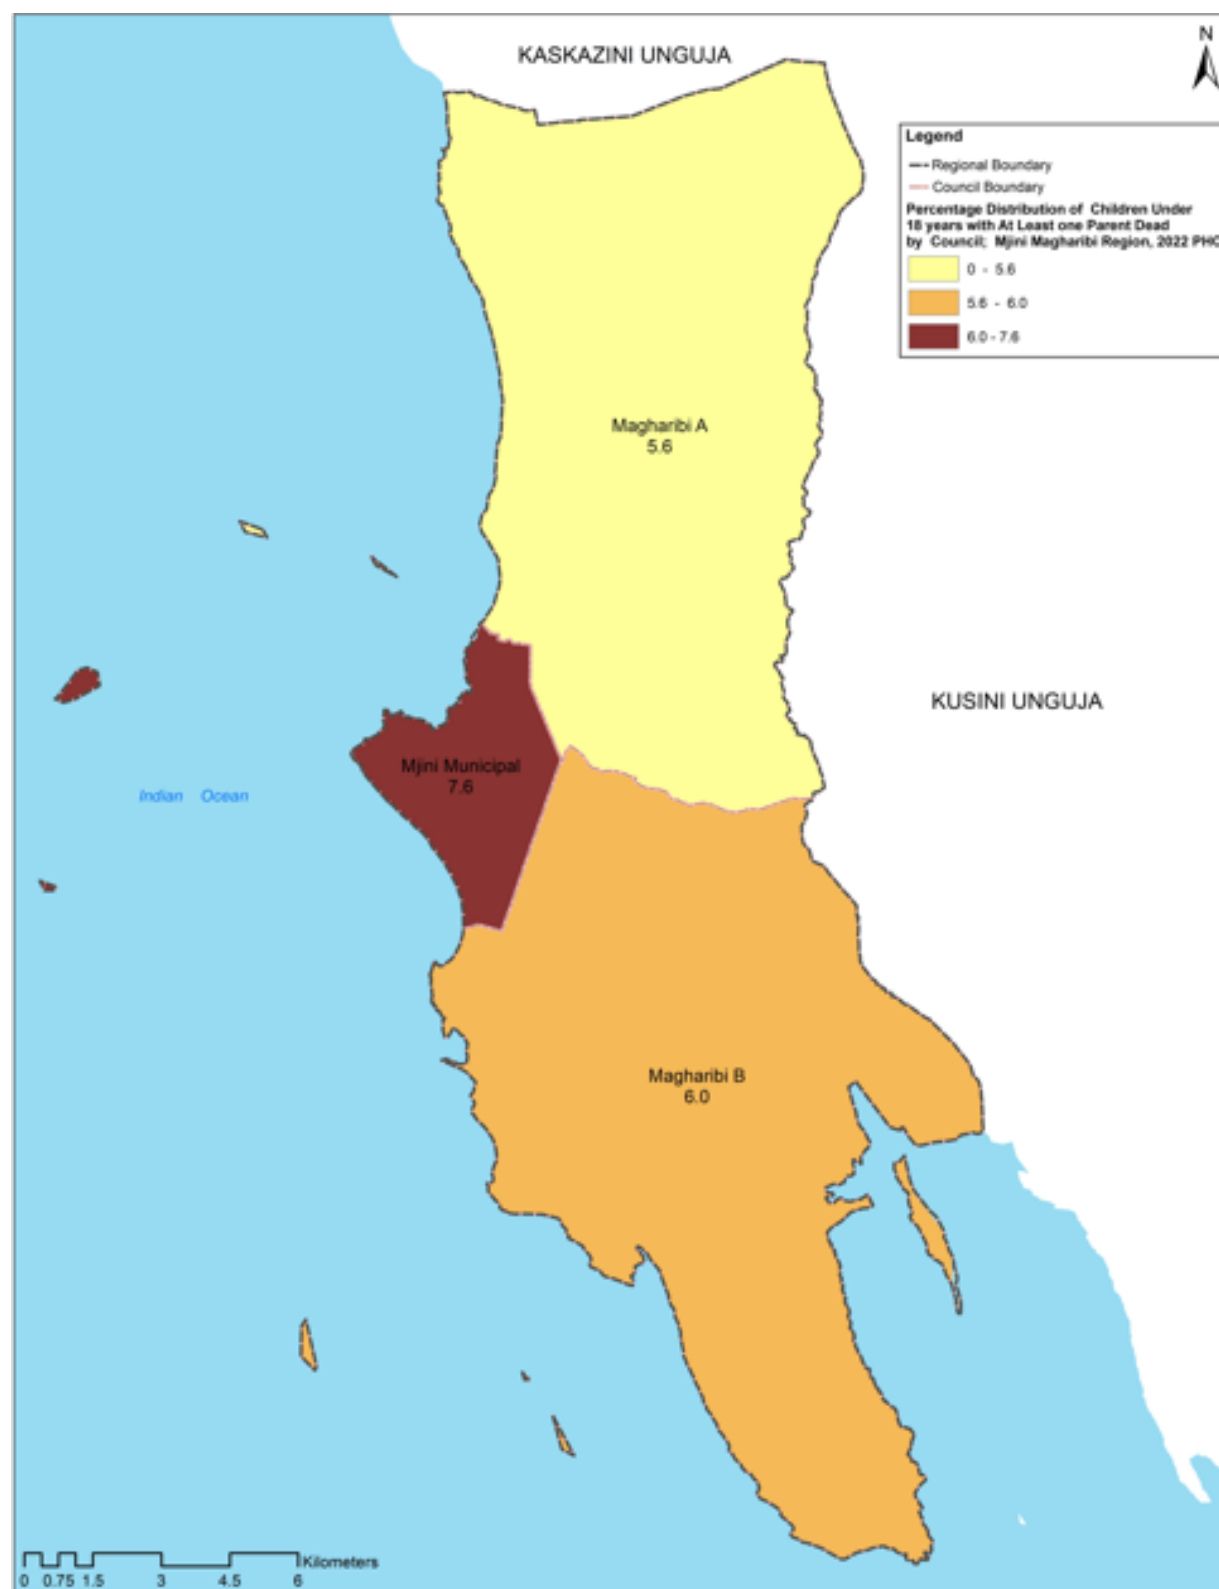 KASKAZINI UNGUJA
N
Legend
Regional Boundary
Council Boundary
Percentage Distribution of Children Under
18 years with At Least one Parent Dead
by Council; Mjini Magharibi Region, 2022 PHC
0 - 5.6
5.6 - 6.0
6.0 - 7.6
Magharibi A
5.6
KUSINI UNGUJA
Mjini Municipal
7.6
Indian Ocean
Magharibi B
6.0
Kilometers
0 0.75 1.5 3 4.5 6